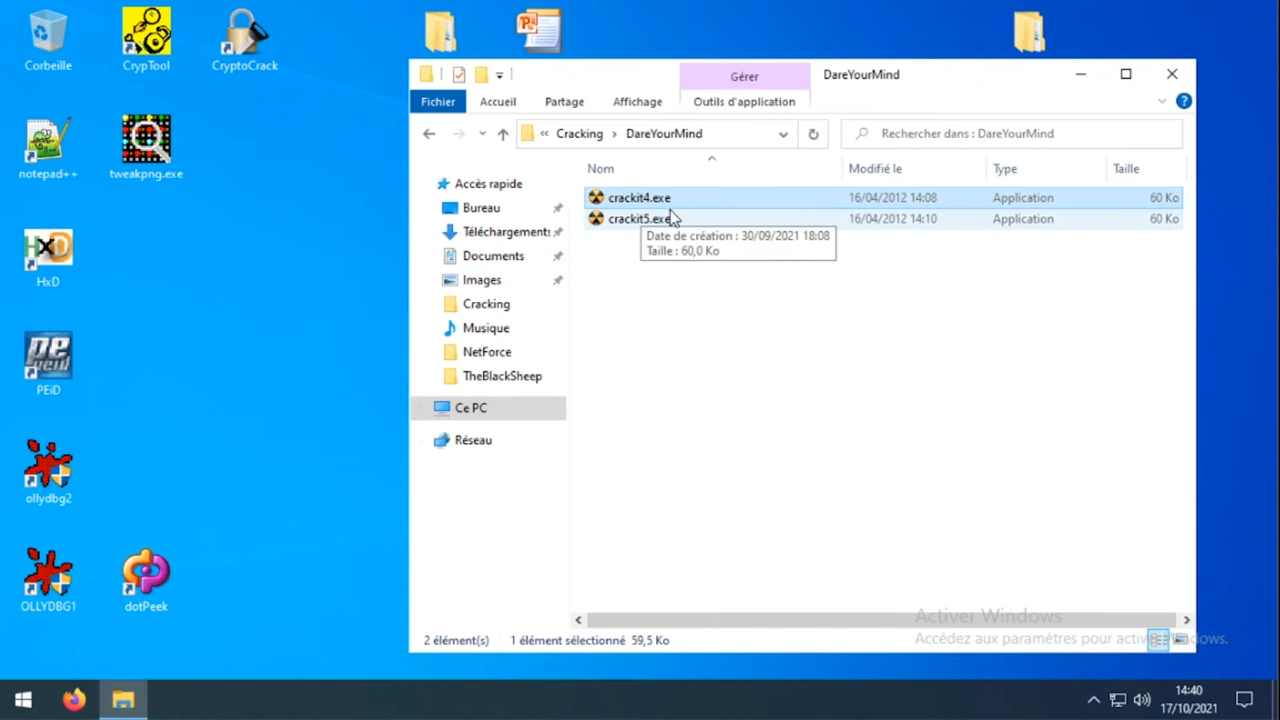 Corbeille
CrypTool
CryptoCrack
notepad++
tweakpng.exe
HxD
HxD
PE
PEiD
ollydbg2
OLLYDBG1
dotPeek
Gérer
DareYourMind
Fichier
Accueil
Partage
Affichage
Outils d'application
« Cracking > DareYourMind
Rechercher dans : DareYourMind
Nom
Modifié le
Type
Taille
crackit4.exe
16/04/2012 14:08
Application
60 Ko
crackit5.exe
16/04/2012 14:10
Application
60 Ko
Date de création : 30/09/2021 18:08
Taille : 60,0 Ko
Accès rapide
Bureau
Téléchargements
Documents
Images
Cracking
Musique
NetForce
TheBlackSheep
Ce PC
Réseau
2 élément(s)
1 élément sélectionné 59,5 Ko
Activer Windows
Accédez aux paramètres pour activer Windows.
14:40
17/10/2021